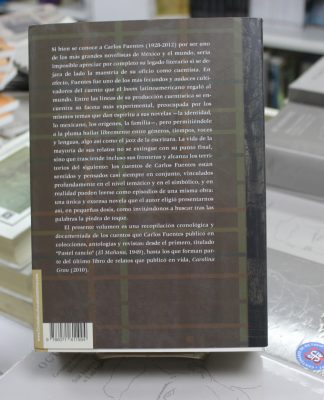 Si bien se conoce a Carlos Fuentes (1928-2012) por ser uno
de los más grandes novelistas de México y el mundo, sería
imposible apreciar por completo su legado literario si se de-
jara de lado la maestría de su oficio como cuentista. En
efecto, Fuentes fue uno de los más fecundos y audaces culti-
vadores del cuento que el boom latinoamericano regaló al
mundo. Entre las líneas de su producción cuentística se en-
cuentra su faceta más experimental, preocupada por los
mismos temas que dan espíritu a sus novelas —la identidad,
lo mexicano, los orígenes, la familia—, pero permitiéndole
a la pluma bailar libremente entre géneros, tiempos, voces
y lenguas, algo así como el jazz de la escritura. La vida de la
mayoría de sus relatos no se extingue con su punto final,
sino que trasciende incluso sus fronteras y alcanza los terri-
torios del siguiente: los cuentos de Carlos Fuentes están
sentidos y pensados casi siempre en conjunto, vinculados
profundamente en el nivel temático y en el simbólico, y en
realidad pueden leerse como episodios de una misma obra:
una única y extensa novela que el autor eligió presentarnos
así, en pequeñas dosis, como invitándonos a buscar tras las
palabras la piedra de toque.
El presente volumen es una recopilación cronológica y
documentada de los cuentos que Carlos Fuentes publicó en
colecciones, antologías y revistas: desde el primero, titulado
"Pastel rancio" (El Mañana, 1949), hasta los que forman par-
te del último libro de relatos que publicó en vida, Carolina
Grau (2010).